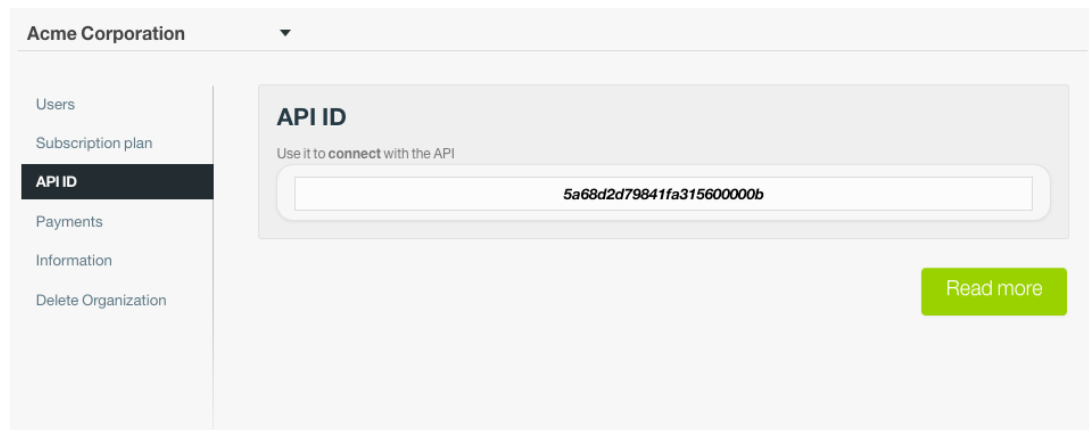 Acme Corporation
Users
Subscription plan
API ID
Payments
Information
Delete Organization
API ID
Use it to connect with the API
5a68d2d79841fa315600000b
Read more